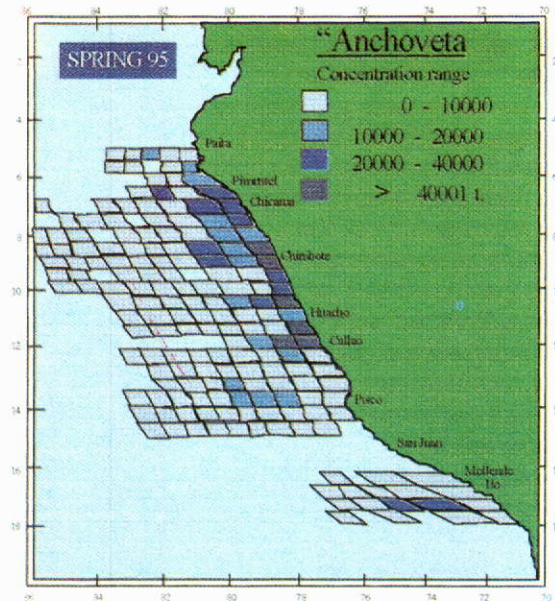 SPRING 95
“Anchoveta
Concentration range
0 - 10000
10000 - 20000
20000 - 40000
> 40001 t.
Paita
Pimentel
Chicama
Chimbote
Huacho
Callao
Pisco
San Juan
Mollendo
Ilo
2
4
6
8
10
12
14
16
18
84
82
80
78
76
74
72
70